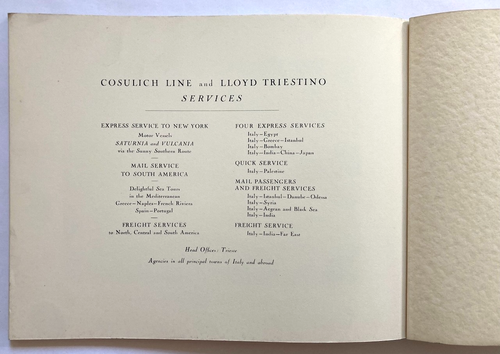 COSULICH LINE and LLOYD TRIESTINO
SERVICES
EXPRESS SERVICE TO NEW YORK
Motor Vessels
SATURNIA and VULCANIA
via the Sunny Southern Route
MAIL SERVICE
TO SOUTH AMERICA
Delightful Sea Tours
in the Mediterranean
Greece—Naples—French Riviera
Spain—Portugal
FREIGHT SERVICES
to North, Central and South America
FOUR EXPRESS SERVICES
Italy—Egypt
Italy—Greece—Istanbul
Italy—Bombay
Italy—India—China—Japan
QUICK SERVICE
Italy—Palestine
MAIL PASSENGERS
AND FREIGHT SERVICES
Italy—Istanbul—Danube—Odessa
Italy—Syria
Italy—Aegean and Black Sea
Italy—India
FREIGHT SERVICE
Italy—India—Far East
Head Offices: Trieste
Agencies in all principal towns of Italy and abroad